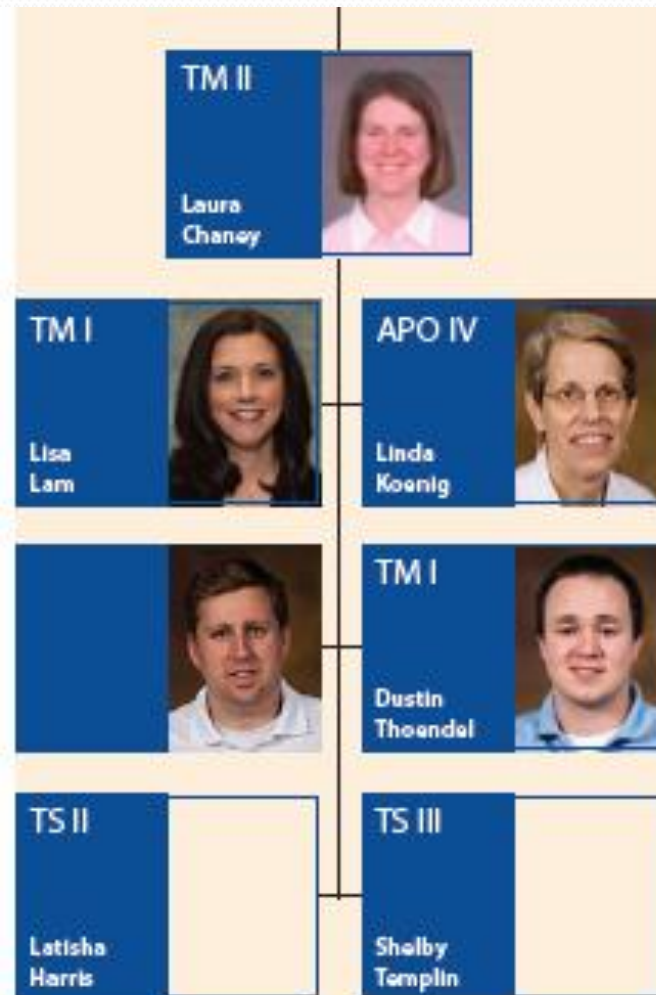 TM II
Laura
Chaney
TM I
Lisa
Lam
APO IV
Linda
Koenig
TM I
Dustin
Thoendel
TS II
Latisha
Harris
TS III
Shelby
Templin